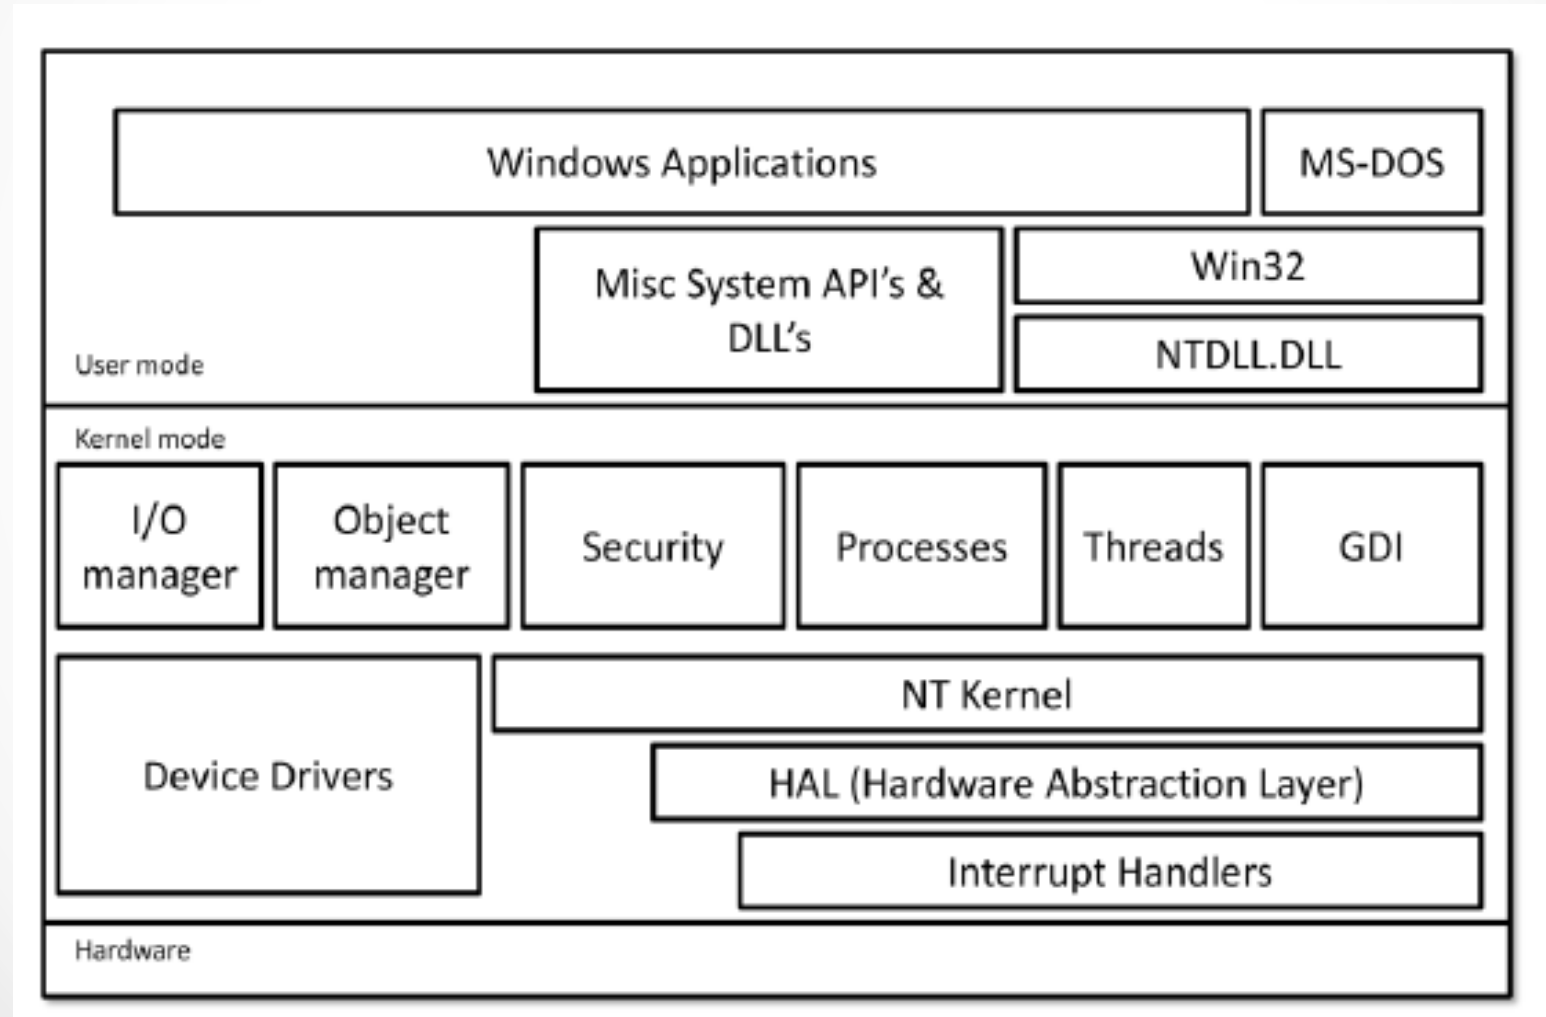 Windows Applications
MS-DOS
Misc System API's &
DLL's
Win32
NTDLL.DLL
User mode
Kernel mode
I/O
manager
Object
manager
Security
Processes
Threads
GDI
Device Drivers
NT Kernel
HAL (Hardware Abstraction Layer)
Interrupt Handlers
Hardware